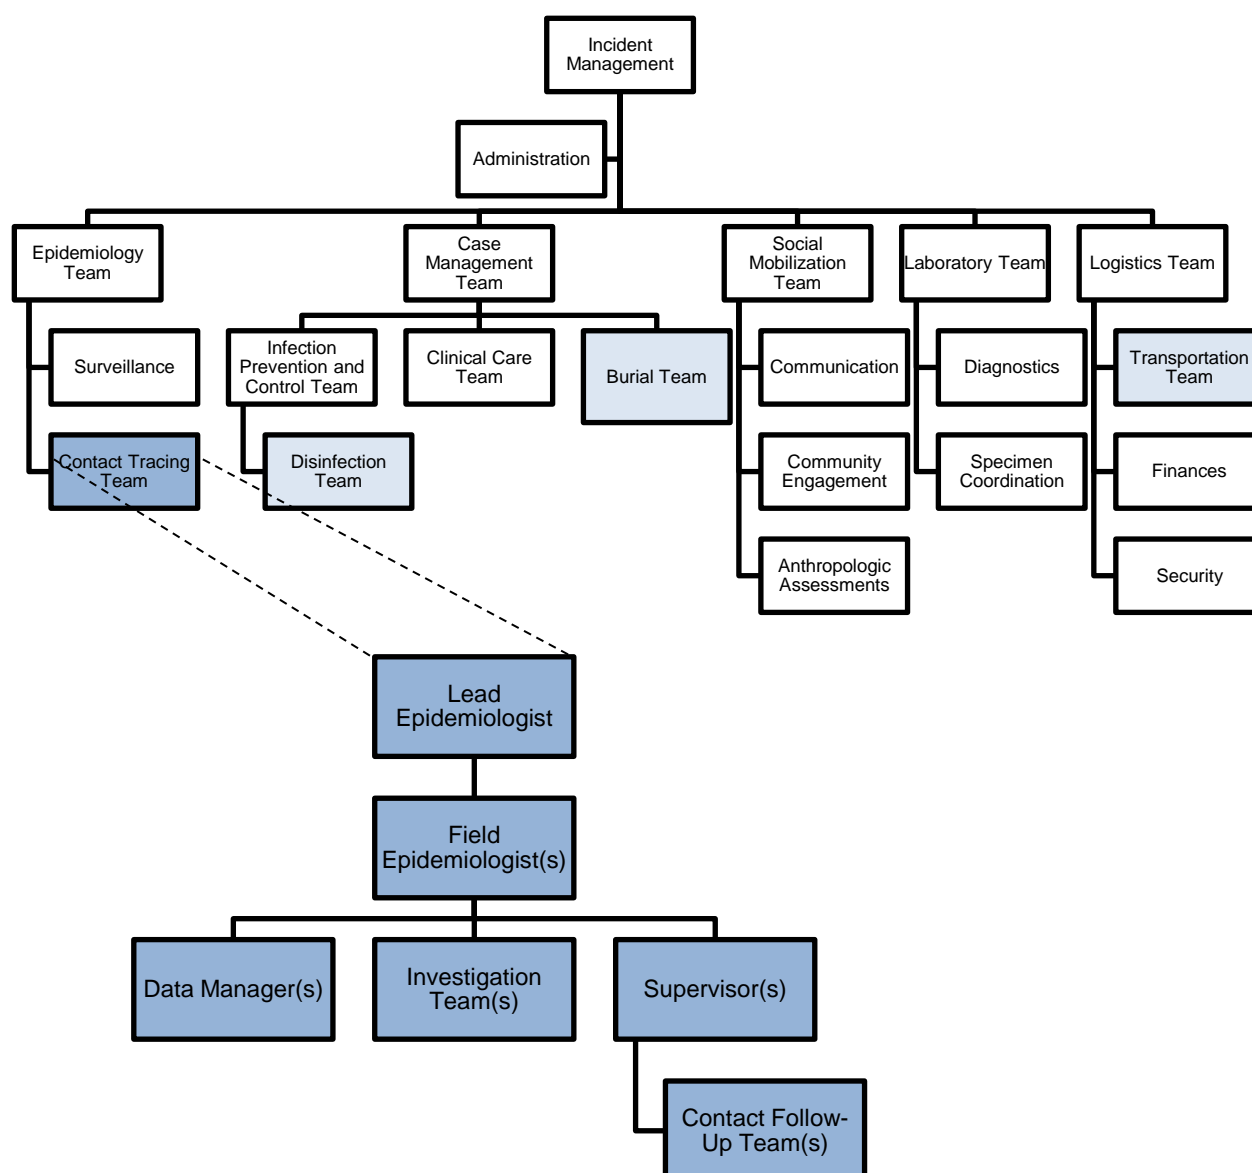 Incident
Management
Administration
Epidemiology
Team
Case
Management
Team
Social
Mobilization
Team
Laboratory Team
Logistics Team
Surveillance
Infection
Prevention and
Control Team
Clinical Care
Team
Burial Team
Communication
Diagnostics
Transportation
Team
Contact Tracing
Team
Disinfection
Team
Community
Engagement
Specimen
Coordination
Finances
Anthropologic
Assessments
Security
Lead
Epidemiologist
Field
Epidemiologist(s)
Data Manager(s)
Investigation
Team(s)
Supervisor(s)
Contact Follow-
Up Team(s)